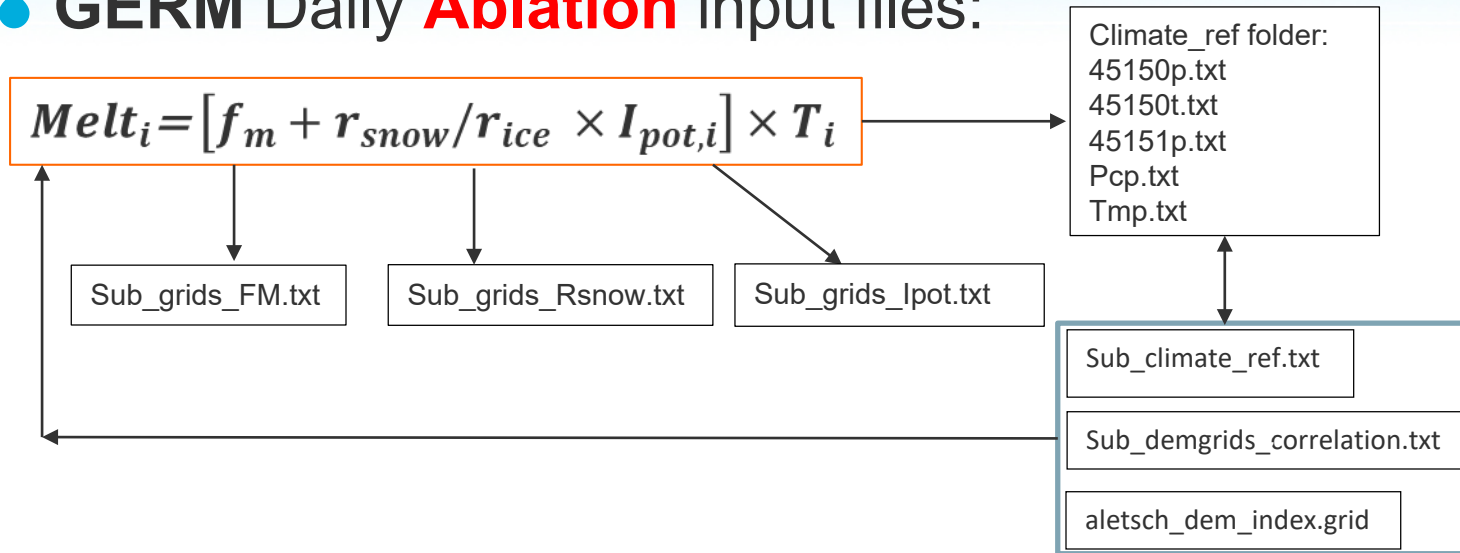 GERM Daily Ablation input files:
Climate_ref folder:
45150p.txt
45150t.txt
45151p.txt
Pcp.txt
Tmp.txt
Melt_i=[f_m + r_snow/r_ice × I_pot,i] × T_i
Sub_grids_FM.txt
Sub_grids_Rsnow.txt
Sub_grids_Ipot.txt
Sub_climate_ref.txt
Sub_demgrids_correlation.txt
aletsch_dem_index.grid